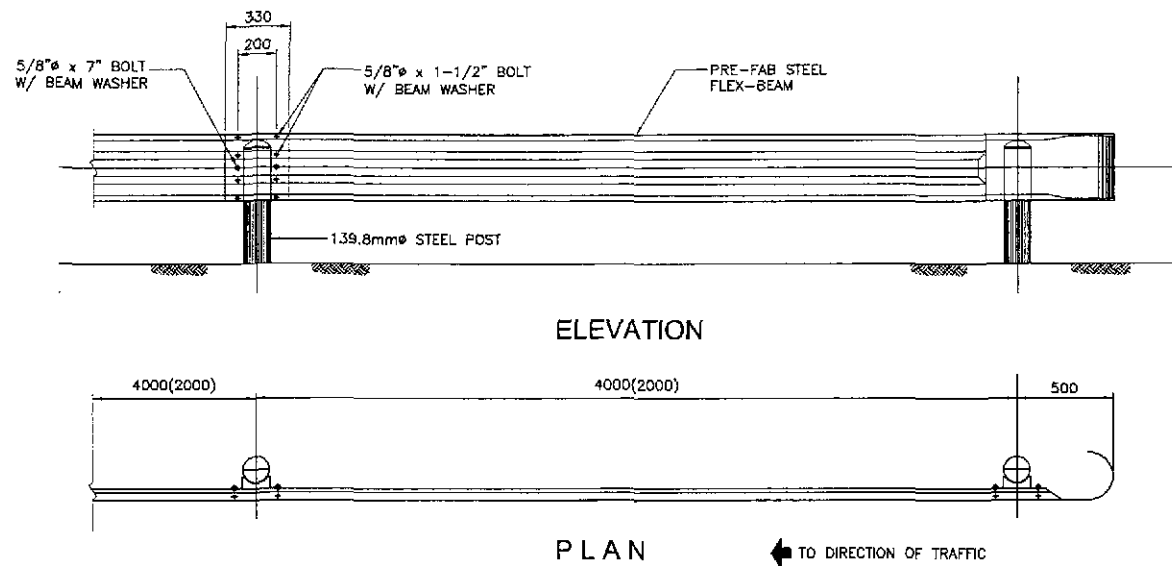 330
200
5/8"ø x 7" BOLT
W/ BEAM WASHER
5/8"ø x 1-1/2" BOLT
W/ BEAM WASHER
PRE-FAB STEEL
FLEX-BEAM
139.8mmø STEEL POST
ELEVATION
4000(2000)
4000(2000)
500
PLAN
TO DIRECTION OF TRAFFIC